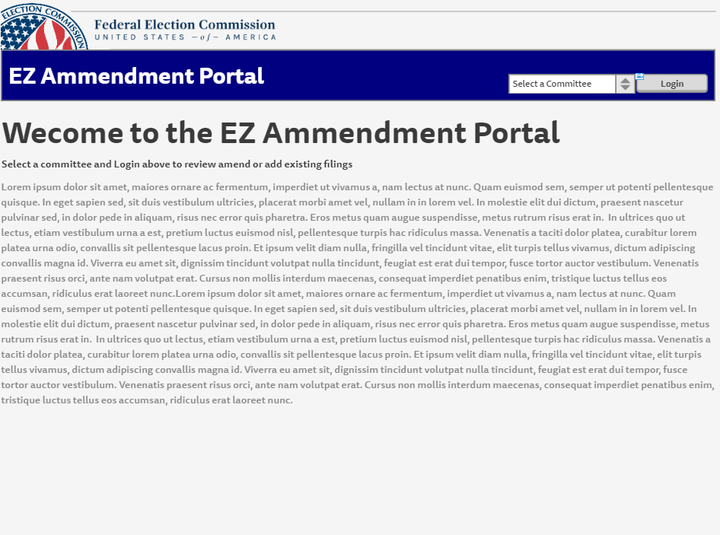 ELECTION COMMISSION
Federal Election Commission
UNITED STATES —of— AMERICA
EZ Ammendment Portal
Select a Committee
Login
Wecome to the EZ Ammendment Portal
Select a committee and Login above to review amend or add existing filings
Lorem ipsum dolor sit amet, maiores ornare ac fermentum, imperdiet ut vivamus a, nam lectus at nunc. Quam euismod sem, semper ut potenti pellentesque
quisque. In eget sapien sed, sit duis vestibulum ultricies, placerat morbi amet vel, nullam in in lorem vel. In molestie elit dui dictum, praesent nascetur
pulvinar sed, in dolor pede in aliquam, risus nec error quis pharetra. Eros metus quam augue suspendisse, metus rutrum risus erat in.  In ultrices quo ut
lectus, etiam vestibulum urna a est, pretium luctus euismod nisl, pellentesque turpis hac ridiculus massa. Venenatis a taciti dolor platea, curabitur lorem
platea urna odio, convallis sit pellentesque lacus proin. Et ipsum velit diam nulla, fringilla vel tincidunt vitae, elit turpis tellus vivamus, dictum adipiscing
convallis magna id. Viverra eu amet sit, dignissim tincidunt volutpat nulla tincidunt, feugiat est erat dui tempor, fusce tortor auctor vestibulum. Venenatis
praesent risus orci, ante nam volutpat erat. Cursus non mollis interdum maecenas, consequat imperdiet penatibus enim, tristique luctus tellus eos
accumsan, ridiculus erat laoreet nunc.Lorem ipsum dolor sit amet, maiores ornare ac fermentum, imperdiet ut vivamus a, nam lectus at nunc. Quam
euismod sem, semper ut potenti pellentesque quisque. In eget sapien sed, sit duis vestibulum ultricies, placerat morbi amet vel, nullam in in lorem vel. In
molestie elit dui dictum, praesent nascetur pulvinar sed, in dolor pede in aliquam, risus nec error quis pharetra. Eros metus quam augue suspendisse, metus
rutrum risus erat in.  In ultrices quo ut lectus, etiam vestibulum urna a est, pretium luctus euismod nisl, pellentesque turpis hac ridiculus massa. Venenatis a
taciti dolor platea, curabitur lorem platea urna odio, convallis sit pellentesque lacus proin. Et ipsum velit diam nulla, fringilla vel tincidunt vitae, elit turpis
tellus vivamus, dictum adipiscing convallis magna id. Viverra eu amet sit, dignissim tincidunt volutpat nulla tincidunt, feugiat est erat dui tempor, fusce
tortor auctor vestibulum. Venenatis praesent risus orci, ante nam volutpat erat. Cursus non mollis interdum maecenas, consequat imperdiet penatibus enim,
tristique luctus tellus eos accumsan, ridiculus erat laoreet nunc.